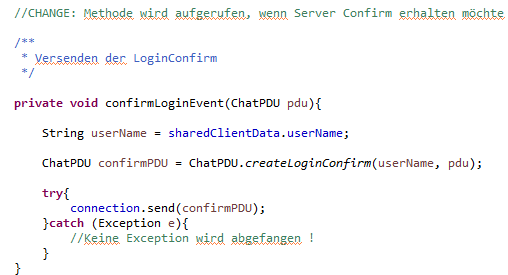 //CHANGE: Methode wird aufgerufen, wenn Server Confirm erhalten möchte
/**
 * Versenden der LoginConfirm
 */
private void confirmLoginEvent(ChatPDU pdu){
    String userName = sharedClientData.userName;
    ChatPDU confirmPDU = ChatPDU.createLoginConfirm(userName, pdu);
    try{
        connection.send(confirmPDU);
    }catch (Exception e){
        //Keine Exception wird abgefangen !
    }
}